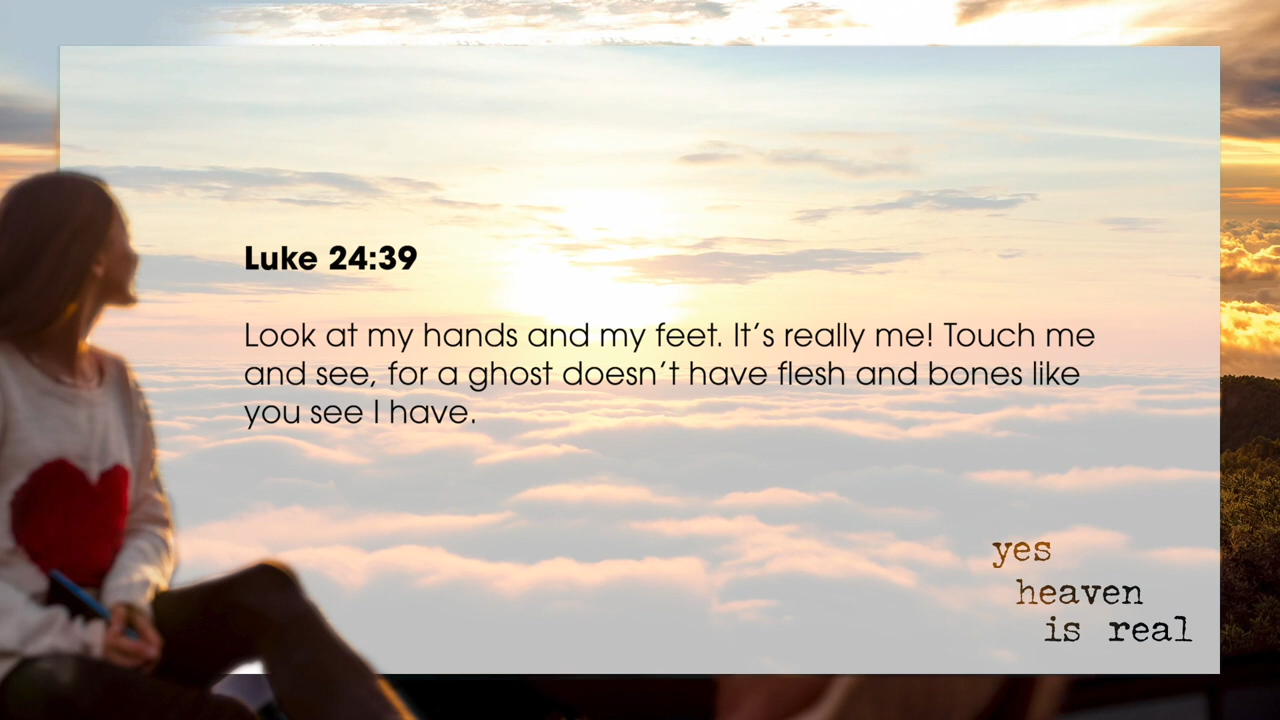 Luke 24:39
Look at my hands and my feet. It’s really me! Touch me
and see, for a ghost doesn’t have flesh and bones like
you see I have.
yes
heaven
is real